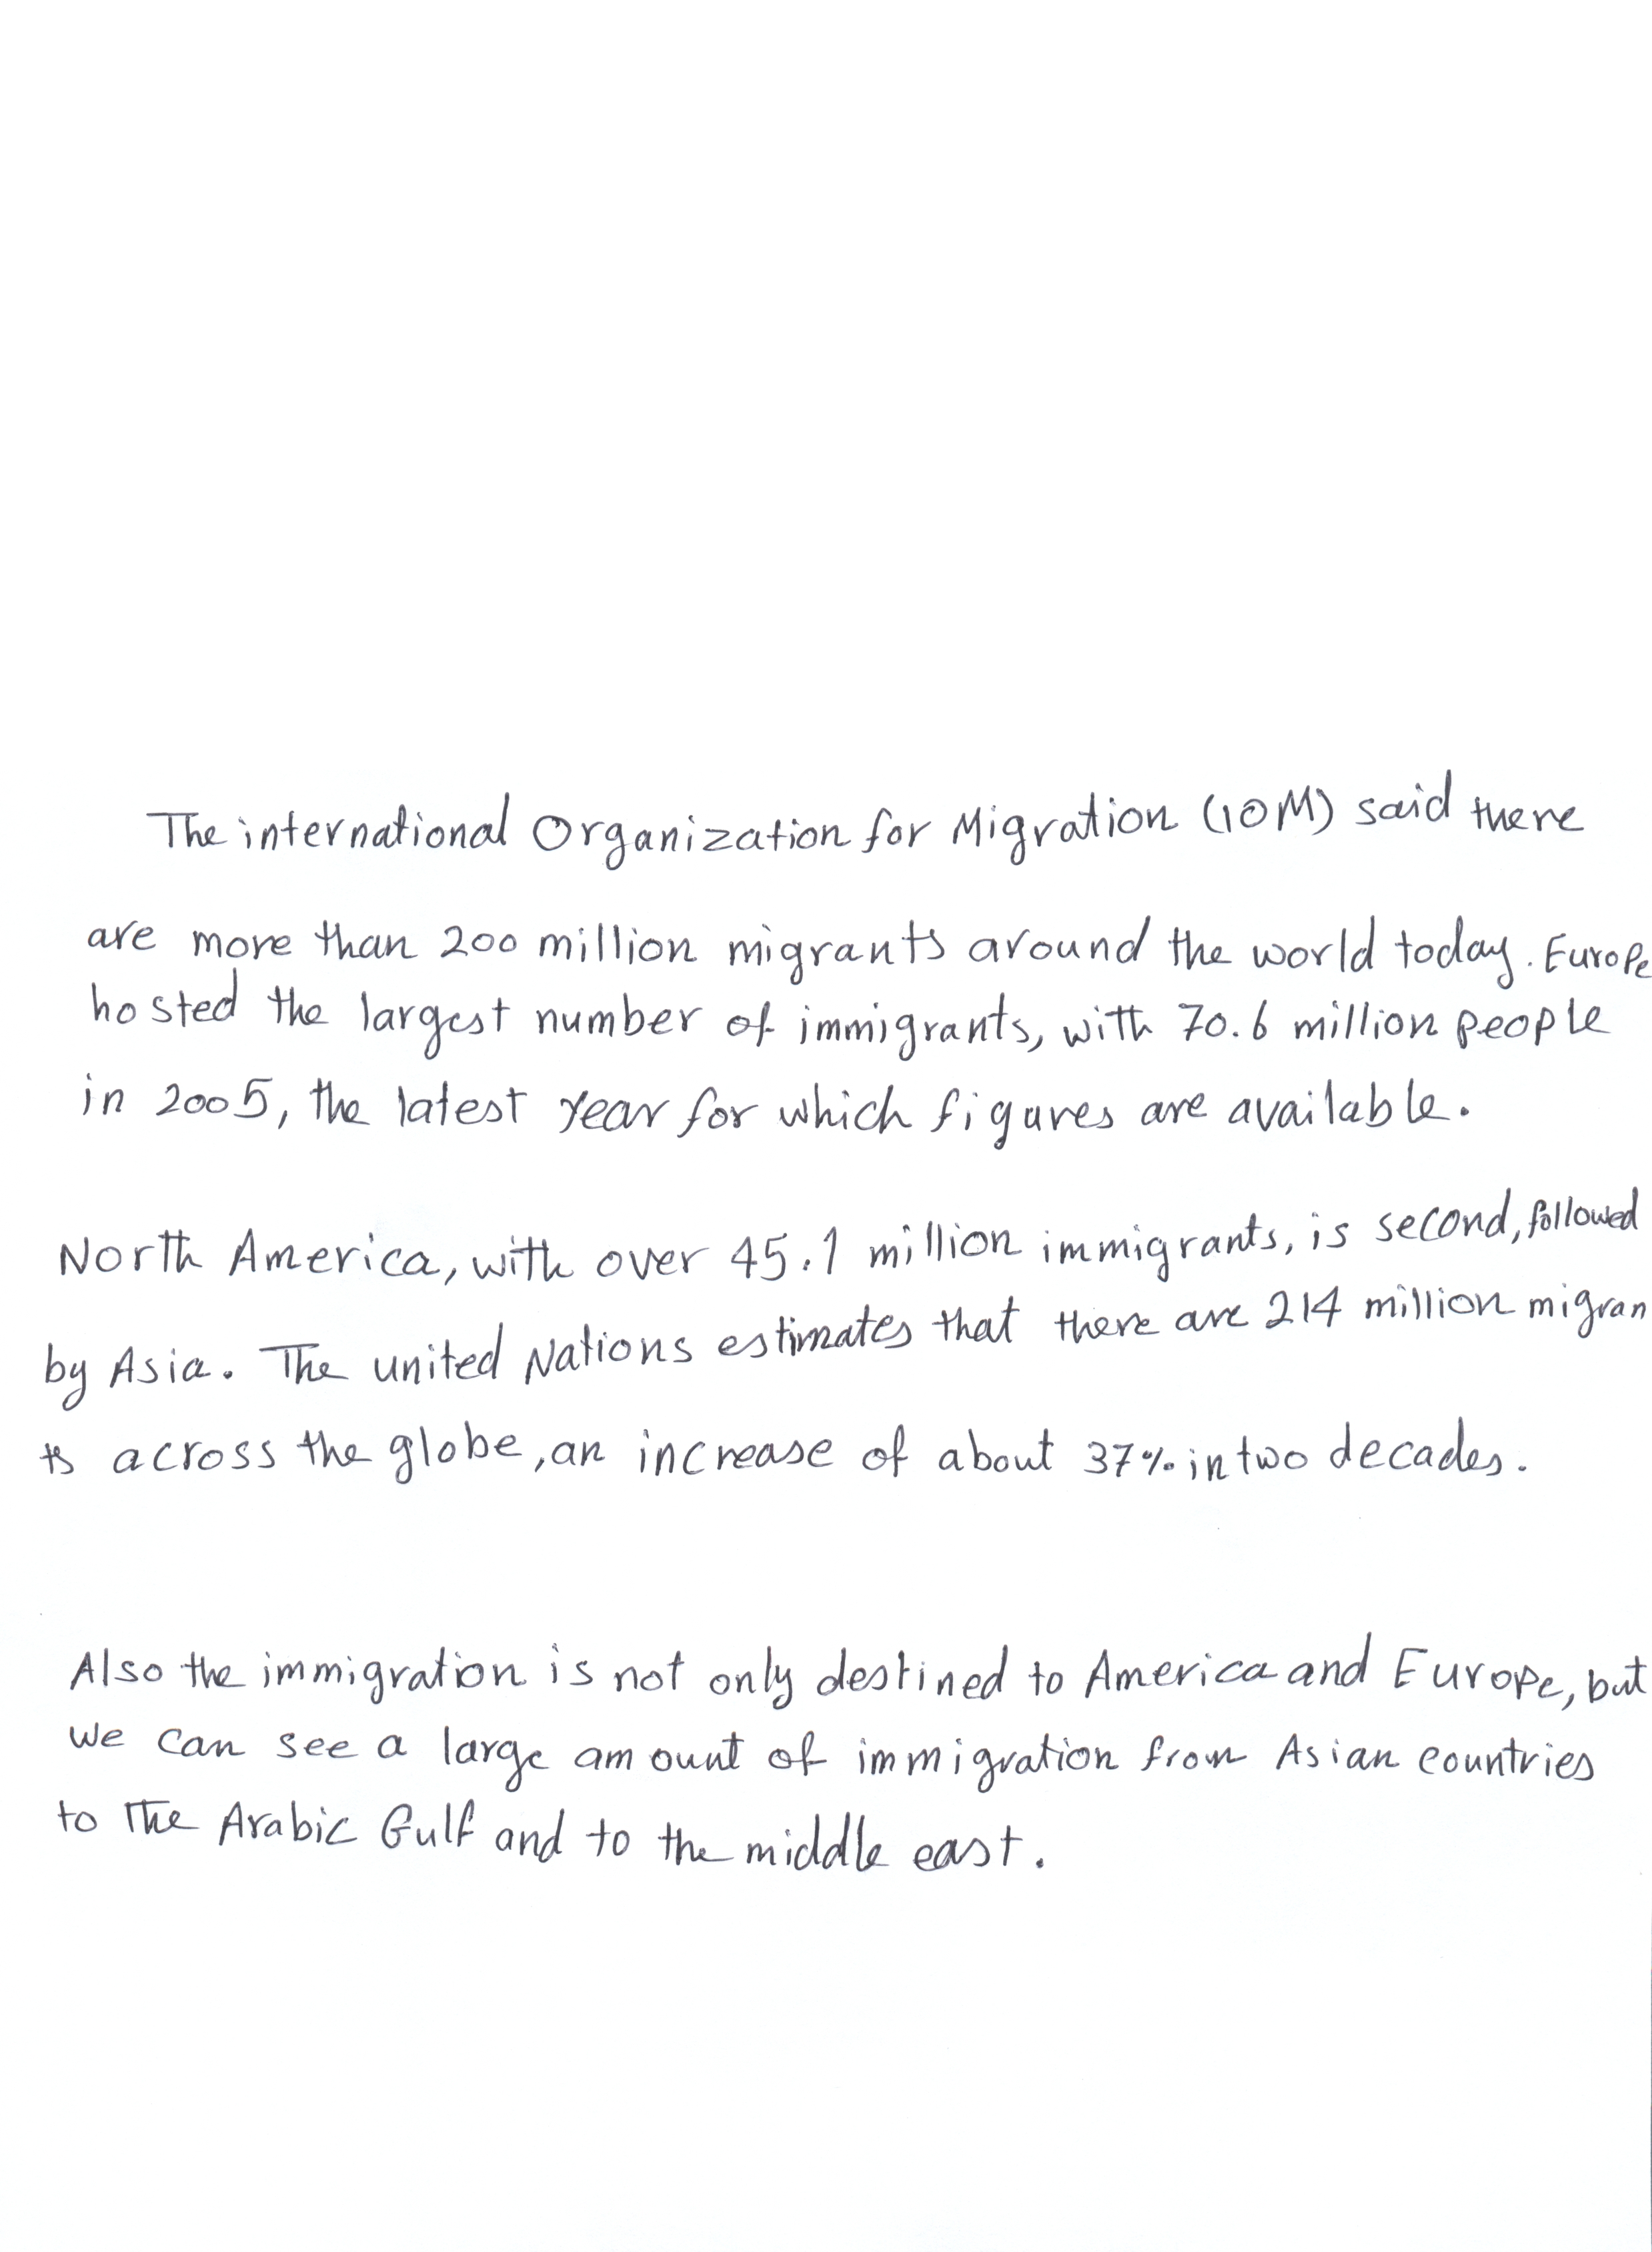 The international Organization for Migration (IOM) said there
are more than 200 million migrants around the world today. Europe
hosted the largest number of immigrants, with 70.6 million people
in 2005, the latest year for which figures are available.
North America, with over 45.1 million immigrants, is second, followed
by Asia. The united Nations estimates that there are 214 million migran
ts across the globe, an increase of about 37% in two decades.
Also the immigration is not only destined to America and Europe, but
we can see a large amount of immigration from Asian countries
to The Arabic Gulf and to the middle east.